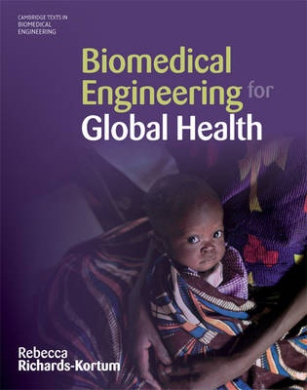 CAMBRIDGE TEXTS IN
BIOMEDICAL
ENGINEERING
Biomedical
Engineering for
Global Health
Rebecca
Richards-Kortum